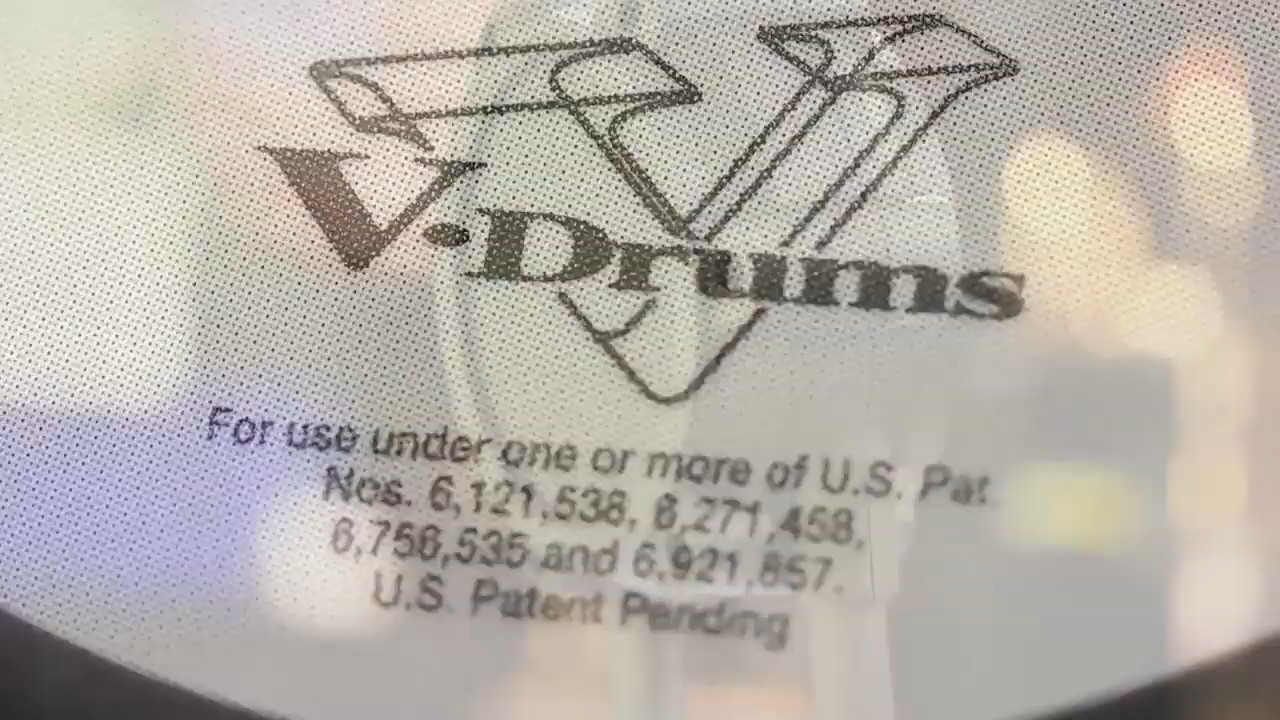 V-Drums
For use under one or more of U.S. Pat.
Nos. 6,121,538, 6,271,458,
6,756,535 and 6,921,857.
U.S. Patent Pending